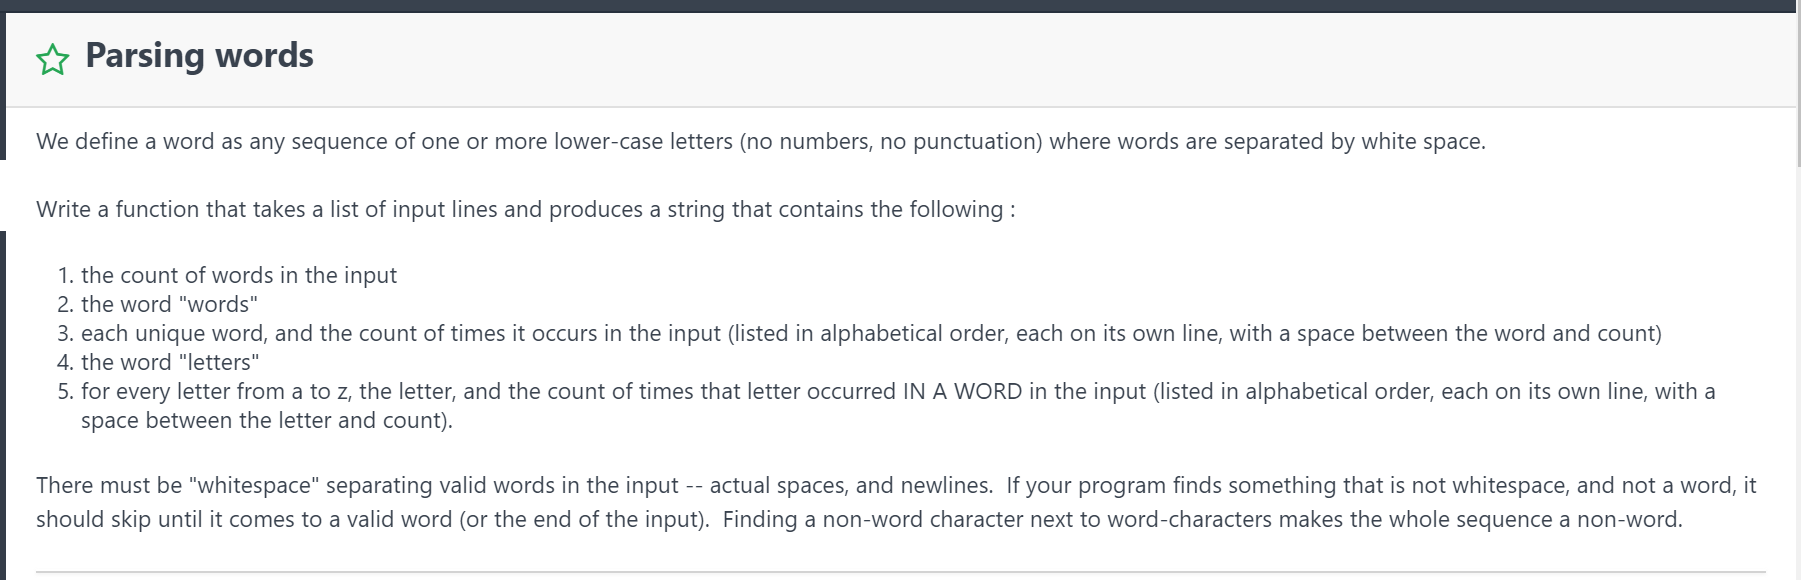 Parsing words
We define a word as any sequence of one or more lower-case letters (no numbers, no punctuation) where words are separated by white space.
Write a function that takes a list of input lines and produces a string that contains the following :
1. the count of words in the input
2. the word "words"
3. each unique word, and the count of times it occurs in the input (listed in alphabetical order, each on its own line, with a space between the word and count)
4. the word "letters"
5. for every letter from a to z, the letter, and the count of times that letter occurred IN A WORD in the input (listed in alphabetical order, each on its own line, with a
space between the letter and count).
There must be "whitespace" separating valid words in the input -- actual spaces, and newlines.  If your program finds something that is not whitespace, and not a word, it
should skip until it comes to a valid word (or the end of the input).  Finding a non-word character next to word-characters makes the whole sequence a non-word.